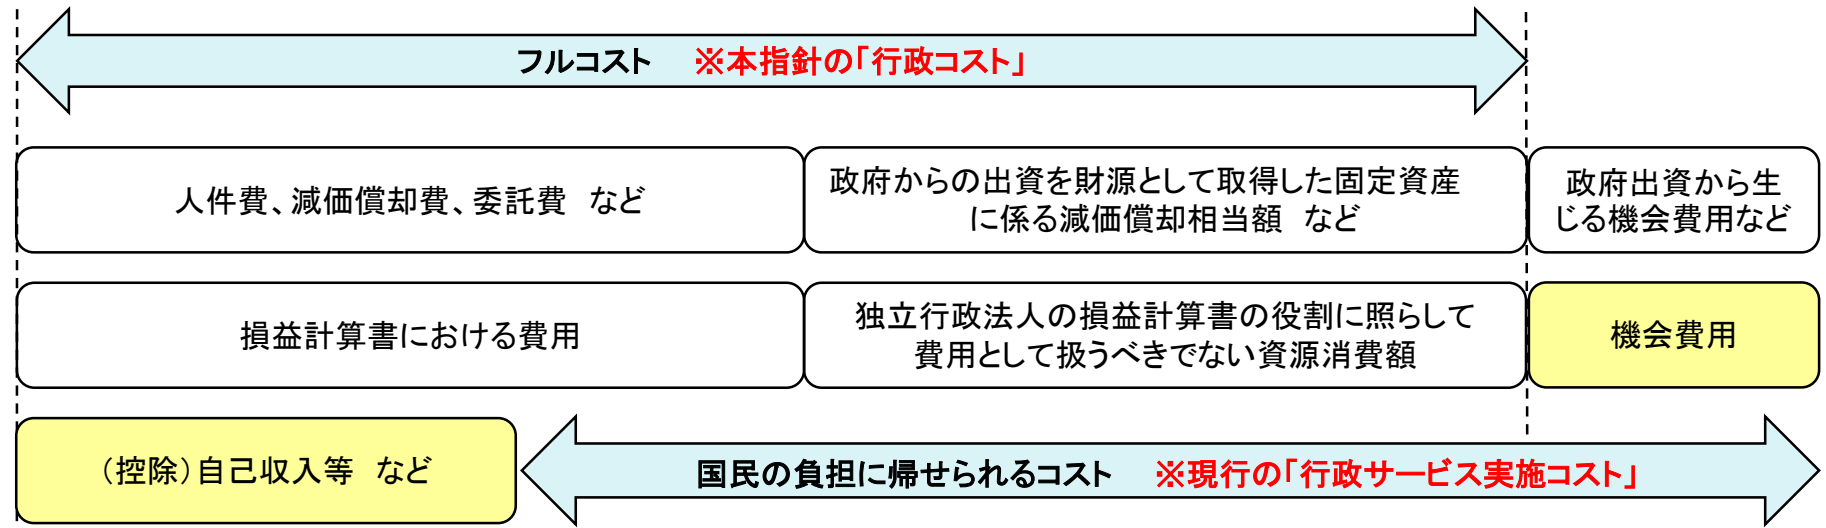 フルコスト　※本指針の「行政コスト」
人件費、減価償却費、委託費　など
政府からの出資を財源として取得した固定資産
に係る減価償却相当額　など
政府出資から生
じる機会費用など
損益計算書における費用
独立行政法人の損益計算書の役割に照らして
費用として扱うべきでない資源消費額
機会費用
（控除）自己収入等　など
国民の負担に帰せられるコスト　※現行の「行政サービス実施コスト」